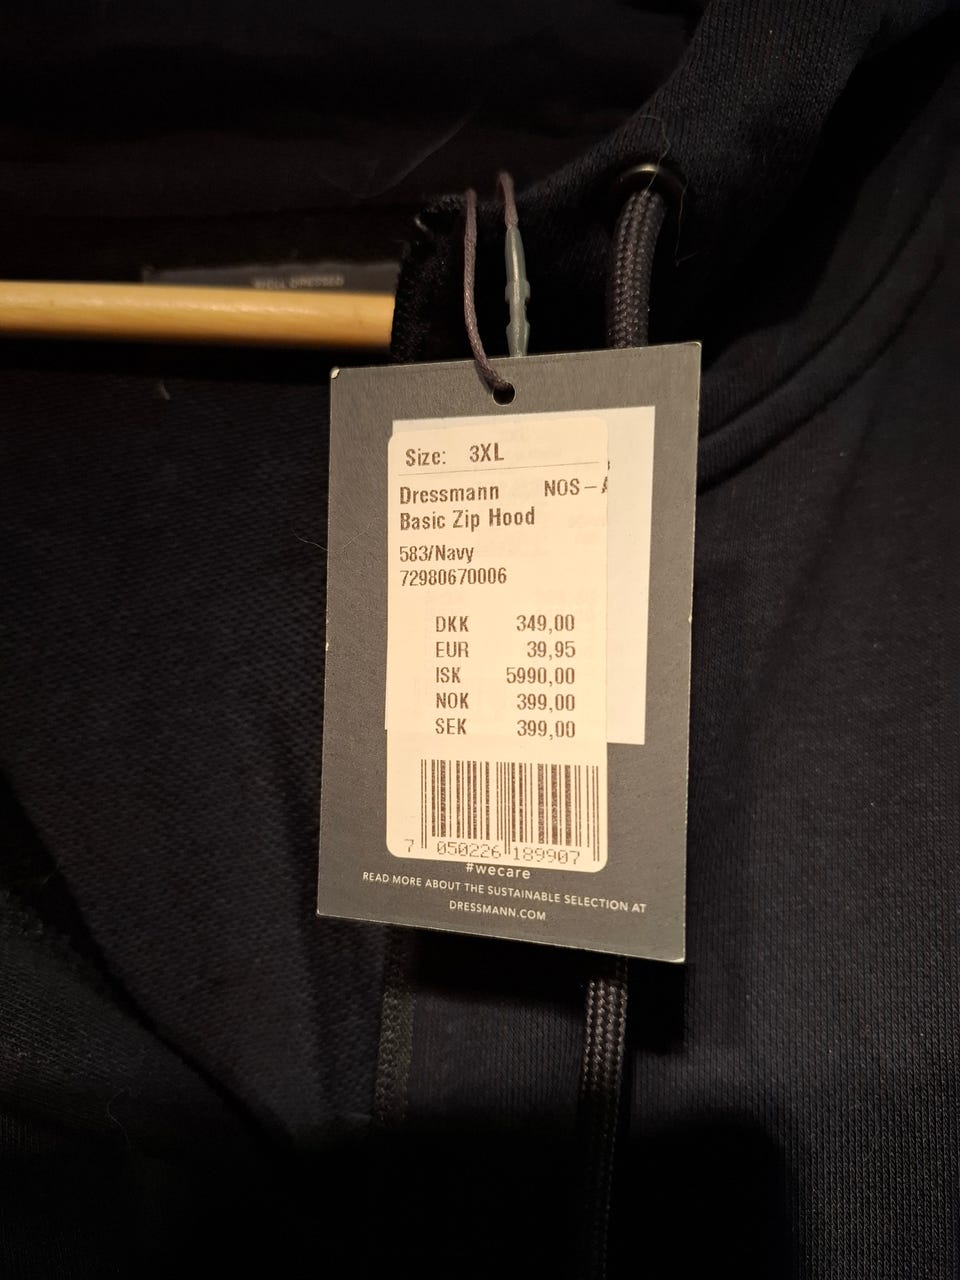 WELL DRESSED
Size: 3XL
Dressmann NOS-A
Basic Zip Hood
583/Navy
72980670006
DKK 349,00
EUR 39,95
ISK 5990,00
NOK 399,00
SEK 399,00
7 050226 189907
#wecare
READ MORE ABOUT THE SUSTAINABLE SELECTION AT
DRESSMANN.COM